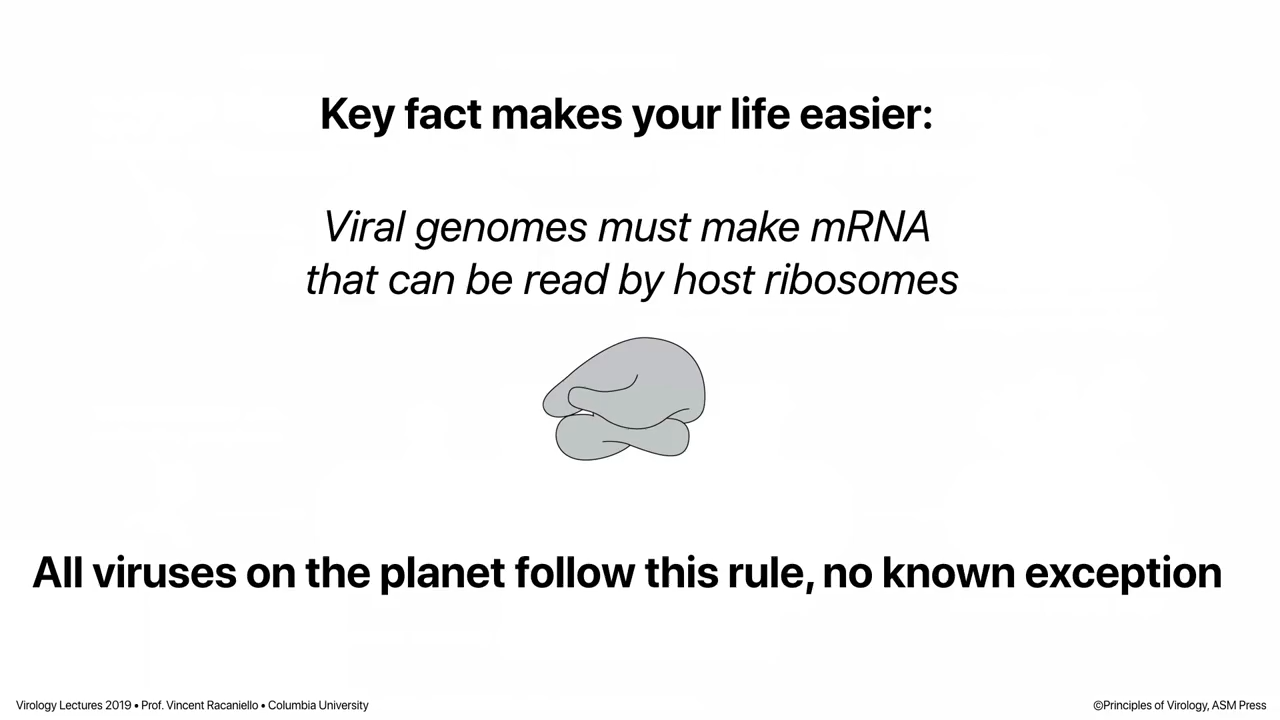 Key fact makes your life easier:
Viral genomes must make mRNA
that can be read by host ribosomes
All viruses on the planet follow this rule, no known exception
Virology Lectures 2019 • Prof. Vincent Racaniello • Columbia University
©Principles of Virology, ASM Press